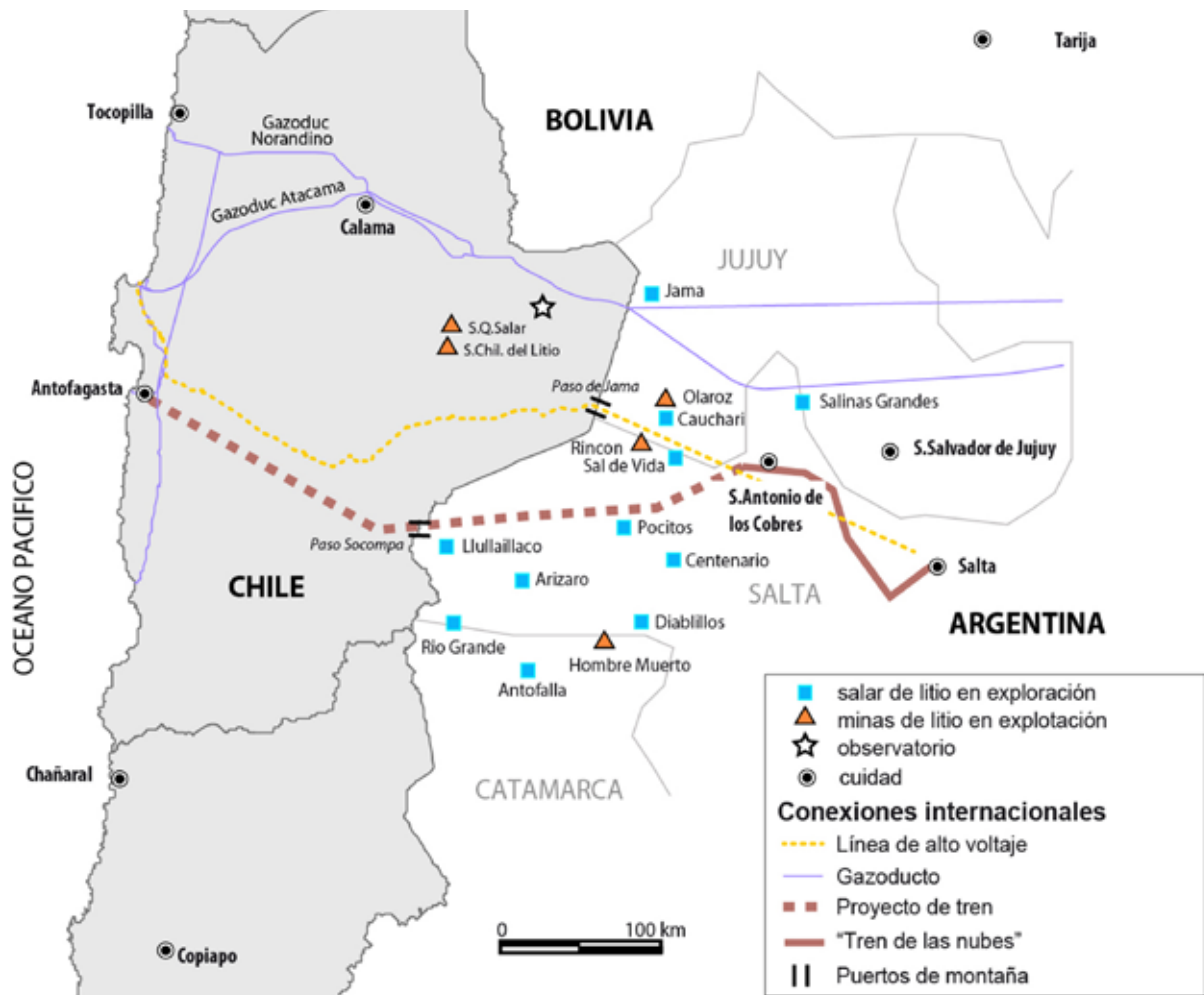 Tarija
Tocopilla
BOLIVIA
Gazoduc
Norandino
Gazoduc Atacama
Calama
JUJUY
Jama
S.Q.Salar
S.Chil. del Litio
Antofagasta
Paso de Jama
Olaroz
Cauchari
Salinas Grandes
Rincon
Sal de Vida
S.Salvador de Jujuy
S.Antonio de
los Cobres
OCEANO PACIFICO
Paso Socompa
Pocitos
Llullaillaco
Centenario
Salta
CHILE
Arizaro
SALTA
ARGENTINA
Rio Grande
Diablillos
Hombre Muerto
Antofalla
Chañaral
CATAMARCA
Copiapo
0
100 km
salar de litio en exploración
minas de litio en explotación
observatorio
cuidad
Conexiones internacionales
Línea de alto voltaje
Gazoducto
Proyecto de tren
"Tren de las nubes"
Puertos de montaña